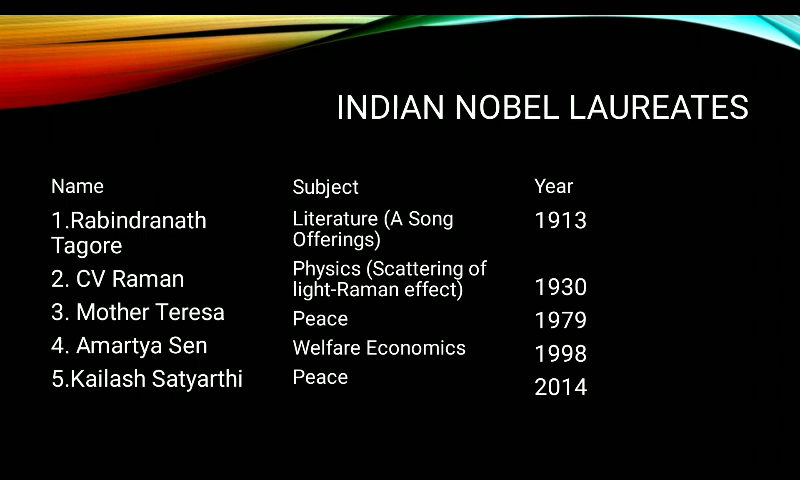 INDIAN NOBEL LAUREATES
Name
1.Rabindranath
Tagore
2. CV Raman
3. Mother Teresa
4. Amartya Sen
5.Kailash Satyarthi
Subject
Literature (A Song
Offerings)
Physics (Scattering of
light-Raman effect)
Peace
Welfare Economics
Peace
Year
1913
1930
1979
1998
2014